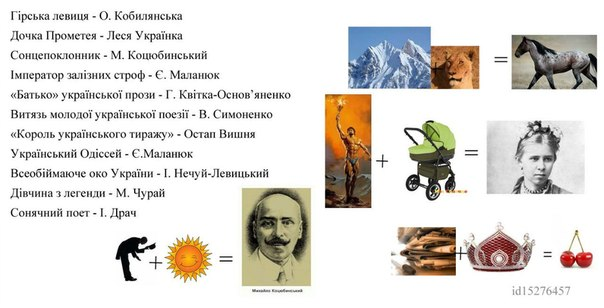 Гірська левиця - О. Кобилянська
Дочка Прометея - Леся Українка
Сонцепоклонник - М. Коцюбинський
Імператор залізних строф - Є. Маланюк
«Батько» української прози - Г. Квітка-Основ’яненко
Витязь молодої української поезії - В. Симоненко
«Король українського тиражу» - Остап Вишня
Український Одіссей - Є.Маланюк
Всеобіймаюче око України - І. Нечуй-Левицький
Дівчина з легенди - М. Чурай
Сонячний поет - І. Драч
=
+
=
+
=
+
=
Михайло Коцюбинський
id15276457